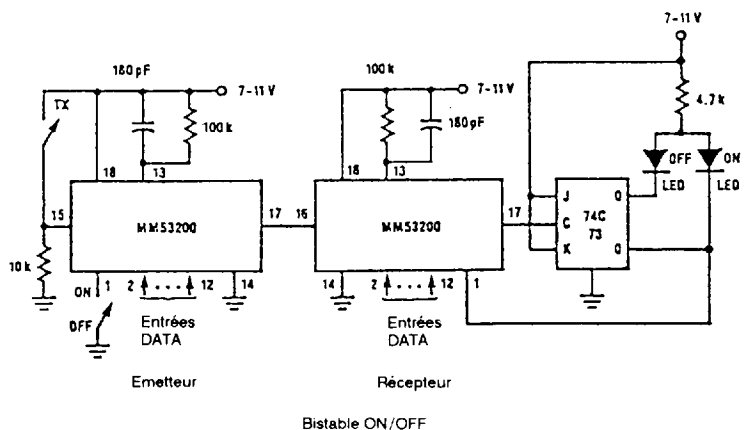 7-11 V
180 pF
100 k
TX
7-11 V
7-11 V
4.7 k
100k
180 pF
OFF
ON
18
13
18
13
LED
LED
15
MM53200
17
16
MM53200
17
J
Q
C
74C
73
K
Q
10 k
1
2
12
14
14
2
12
1
ON
OFF
Entrées
DATA
Entrées
DATA
Emetteur
Récepteur
Bistable ON/OFF